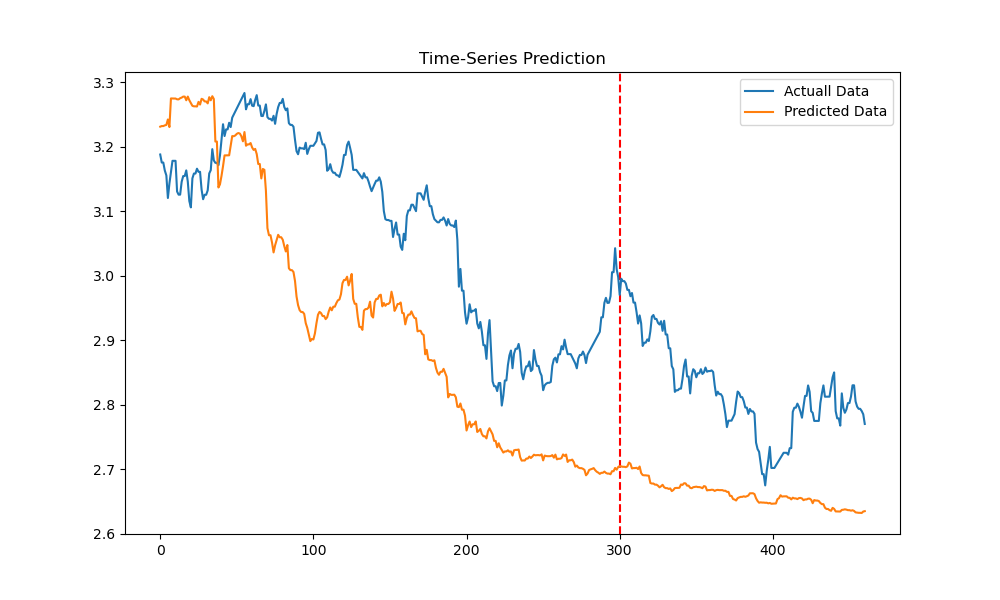 Time-Series Prediction
Actuall Data
Predicted Data
3.3
3.2
3.1
3.0
2.9
2.8
2.7
2.6
0 100 200 300 400